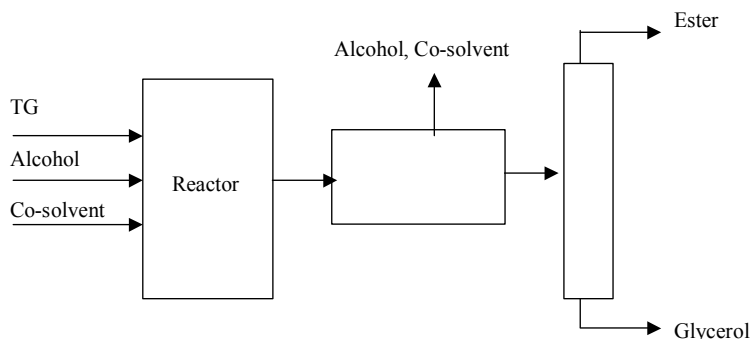 Ester
Alcohol, Co-solvent
TG
Alcohol
Reactor
Co-solvent
Glycerol